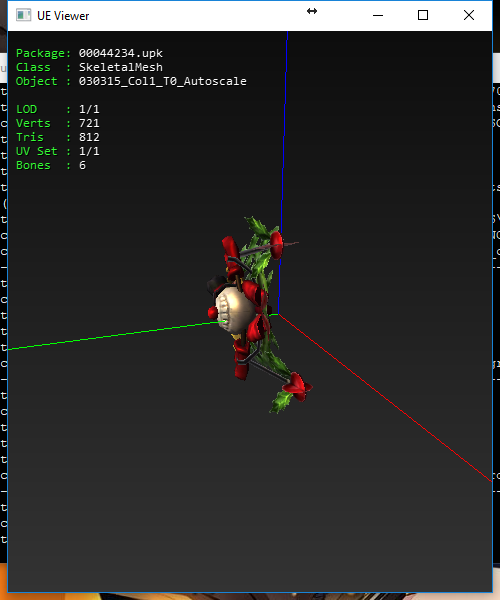 UE Viewer
Package: 00044234.upk
Class : SkeletalMesh
Object : 030315_Col1_T0_Autoscale
LOD : 1/1
Verts : 721
Tris : 812
UV Set : 1/1
Bones : 6